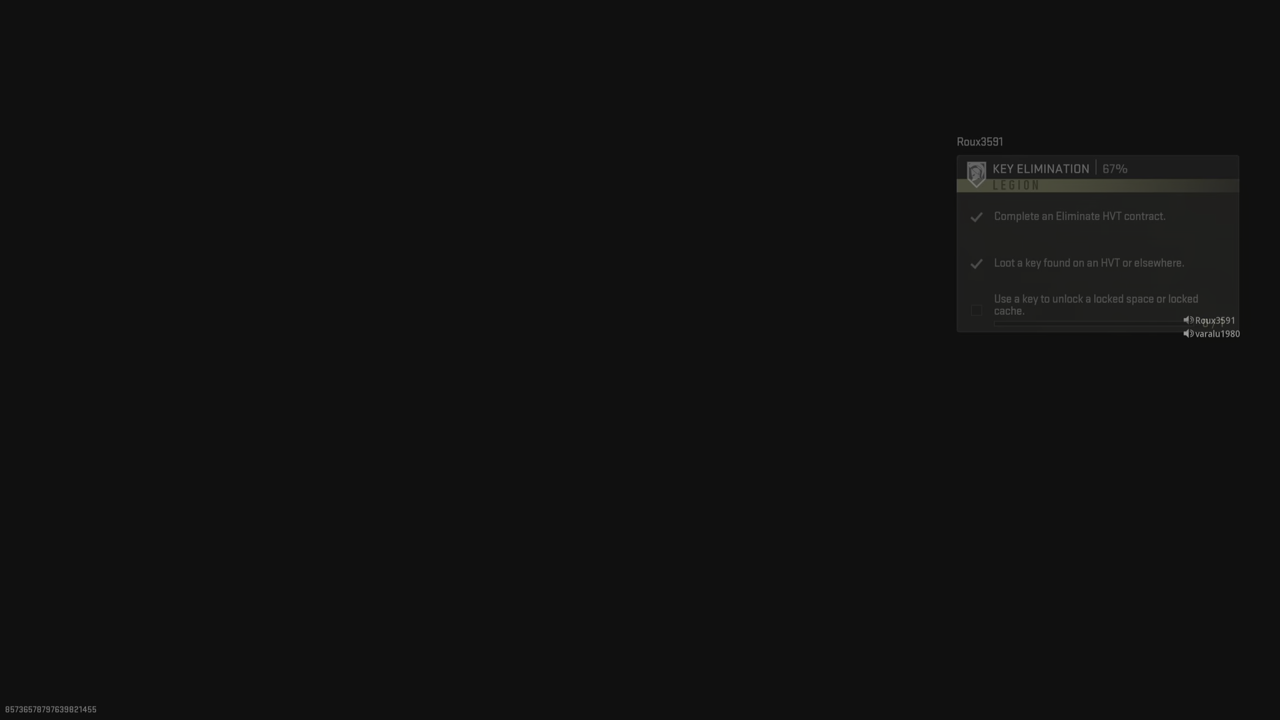 Roux3591
KEY ELIMINATION | 67%
LEGION
Complete an Eliminate HVT contract.
Loot a key found on an HVT or elsewhere.
Use a key to unlock a locked space or locked
cache.
Roux3591
varalu1980
85736578797639821455